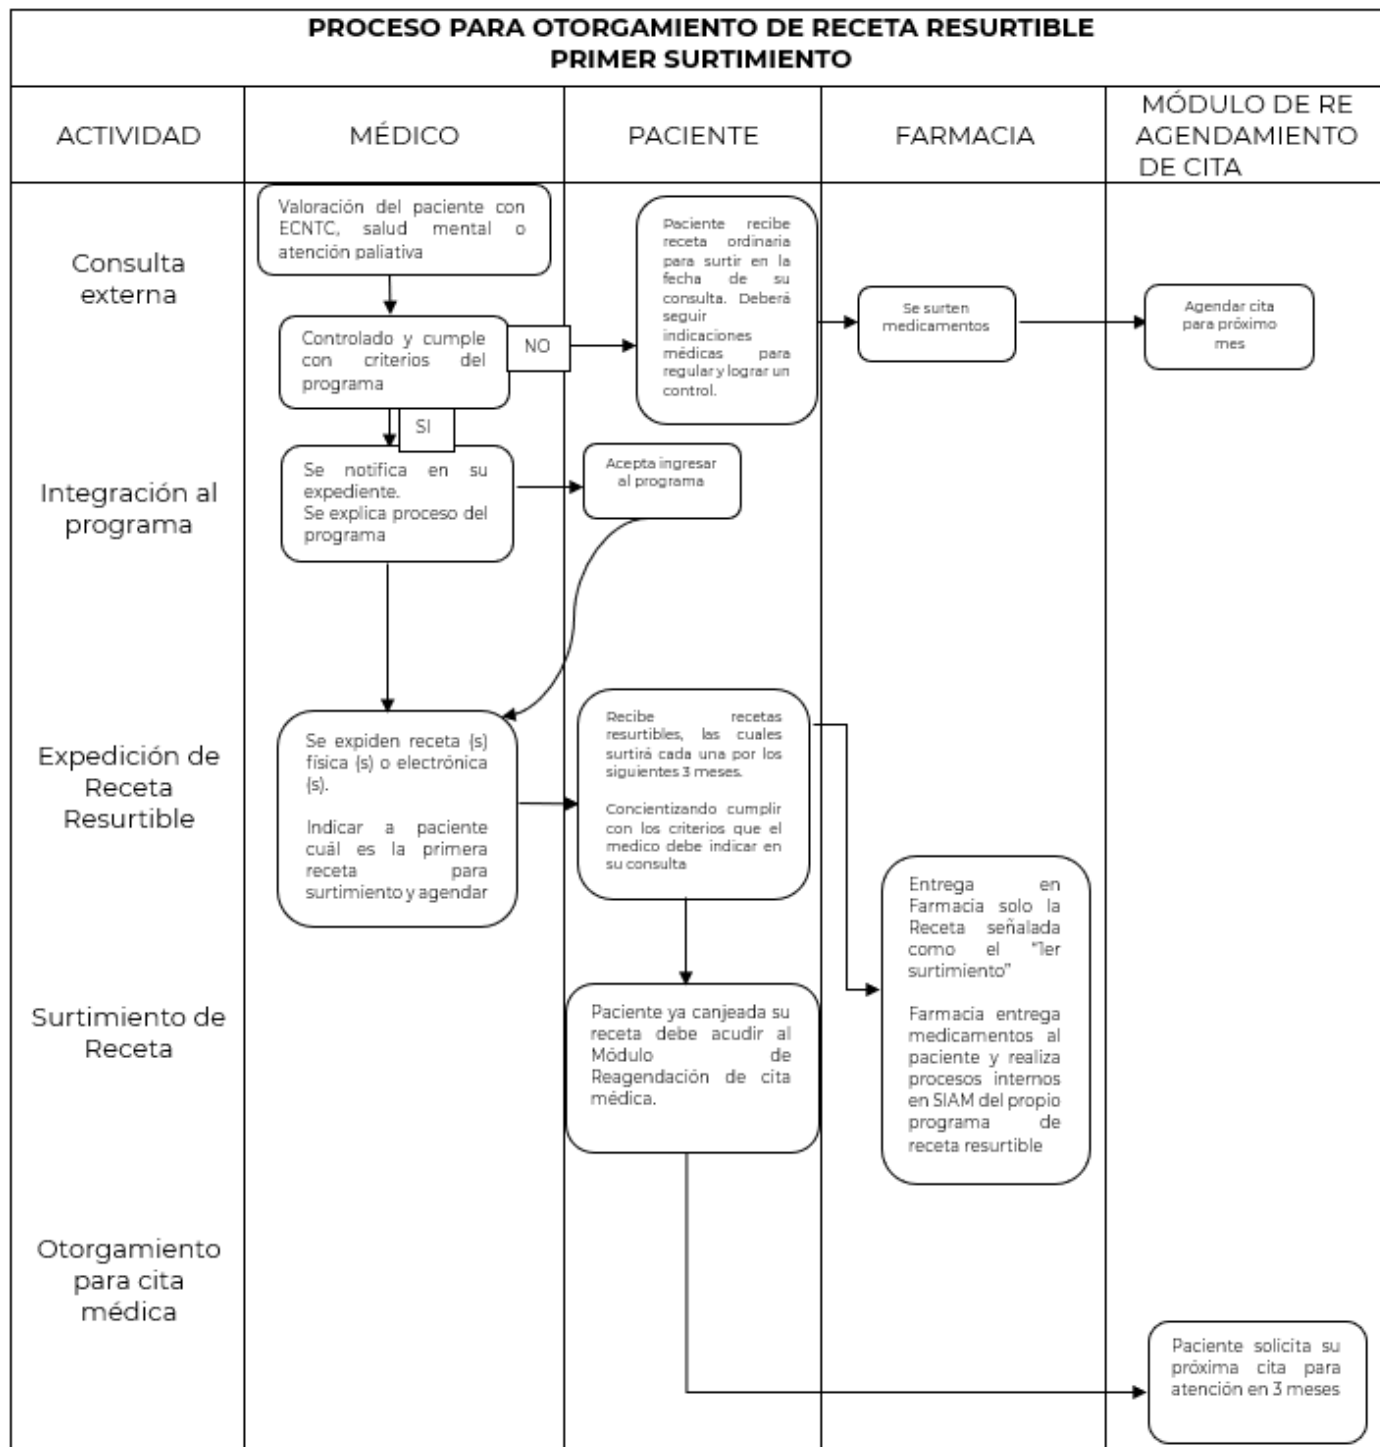 PROCESO PARA OTORGAMIENTO DE RECETA RESURTIBLE
PRIMER SURTIMIENTO
ACTIVIDAD
MÉDICO
PACIENTE
FARMACIA
MÓDULO DE RE
AGENDAMIENTO
DE CITA
Consulta
externa
Valoración del paciente con
ECNTC, salud mental o
atención paliativa
Controlado y cumple
con criterios del
programa
NO
SI
Paciente recibe
receta ordinaria
para surtir en la
fecha de su
consulta. Deberá
seguir
indicaciones
médicas para
regular y lograr un
control.
Se surten
medicamentos
Agendar cita
para próximo
mes
Integración al
programa
Se notifica en su
expediente.
Se explica proceso del
programa
Acepta ingresar
al programa
Expedición de
Receta
Resurtible
Se expiden receta (s)
física (s) o electrónica
(s).
Indicar a paciente
cuál es la primera
receta para
surtimiento y agendar
Recibe recetas
resurtibles, las cuales
surtirá cada una por los
siguientes 3 meses.
Concientizando cumplir
con los criterios que el
medico debe indicar en
su consulta
Entrega en
Farmacia solo la
Receta señalada
como el “1er
surtimiento”
Farmacia entrega
medicamentos al
paciente y realiza
procesos internos
en SIAM del propio
programa de
receta resurtible
Surtimiento de
Receta
Paciente ya canjeada su
receta debe acudir al
Módulo de
Reagendación de cita
médica.
Otorgamiento
para cita
médica
Paciente solicita su
próxima cita para
atención en 3 meses